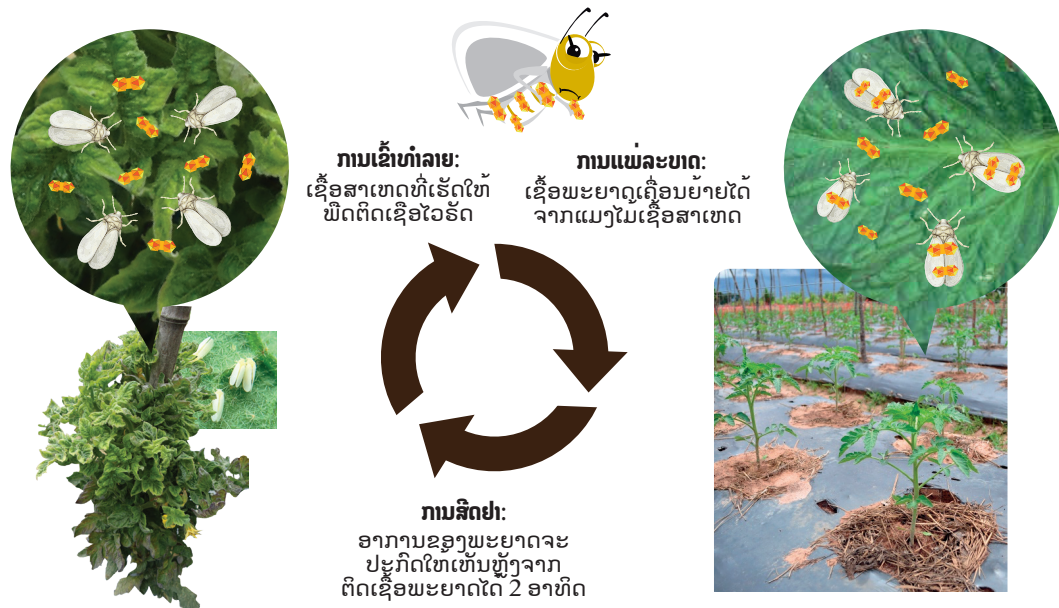 ການເຂົ້າທຳລາຍ:
ເຊື້ອສາເຫດທີ່ເຮັດໃຫ້
ພືດຕິດເຊືອໄວຣັດ
ການແພ່ລະບາດ:
ເຊື້ອພະຍາດເຄື່ອນຍ້າຍໄດ້
ຈາກແມງໄມ້ເຊື້ອສາເຫດ
ການສີດຢາ:
ອາການຂອງພະຍາດຈະ
ປະກົດໃຫ້ເຫັນຫຼັງຈາກ
ຕິດເຊື້ອພະຍາດໄດ້ 2 ອາທິດ